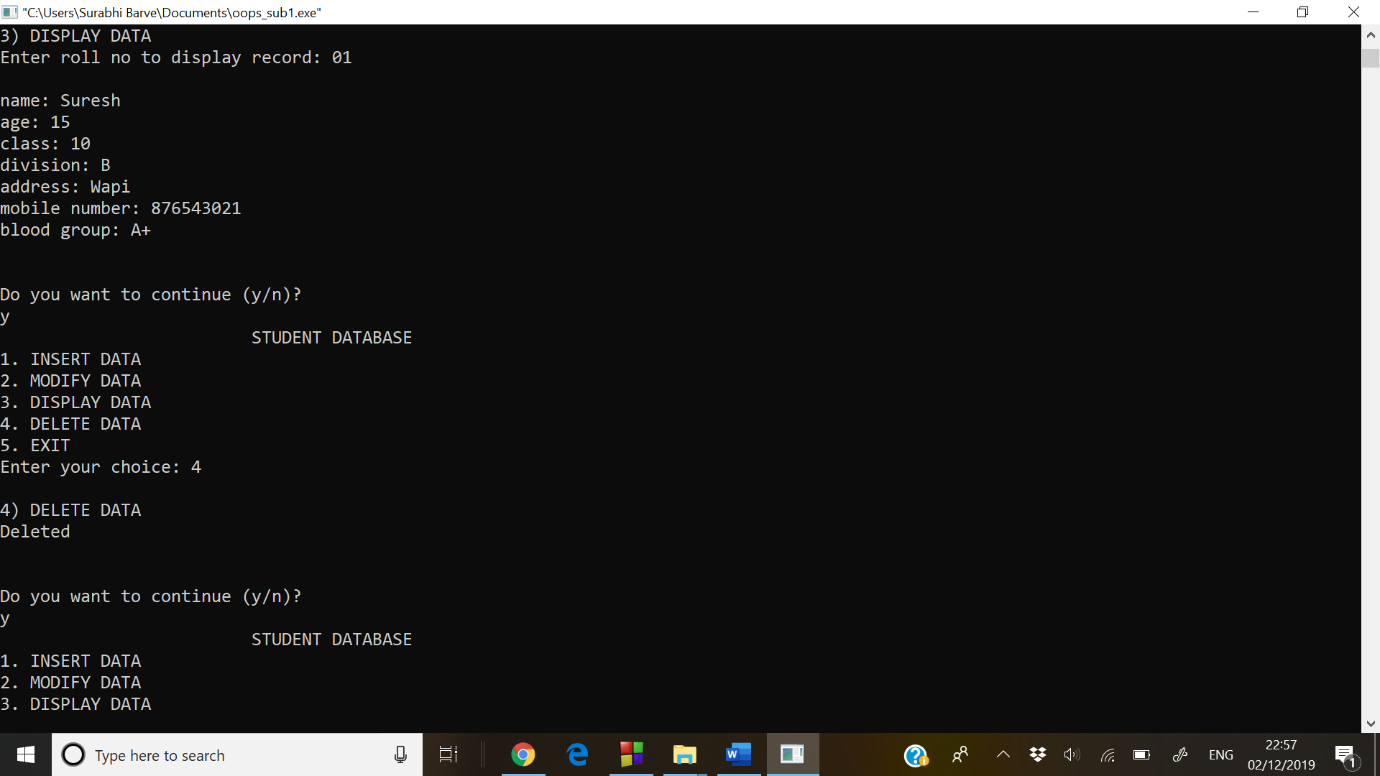 "C:\Users\Surabhi Barve\Documents\oops_sub1.exe"
3) DISPLAY DATA
Enter roll no to display record: 01
name: Suresh
age: 15
class: 10
division: B
address: Wapi
mobile number: 876543021
blood group: A+
Do you want to continue (y/n)?
y
STUDENT DATABASE
1. INSERT DATA
2. MODIFY DATA
3. DISPLAY DATA
4. DELETE DATA
5. EXIT
Enter your choice: 4
4) DELETE DATA
Deleted
Do you want to continue (y/n)?
y
STUDENT DATABASE
1. INSERT DATA
2. MODIFY DATA
3. DISPLAY DATA
Type here to search
ENG
22:57
02/12/2019
1